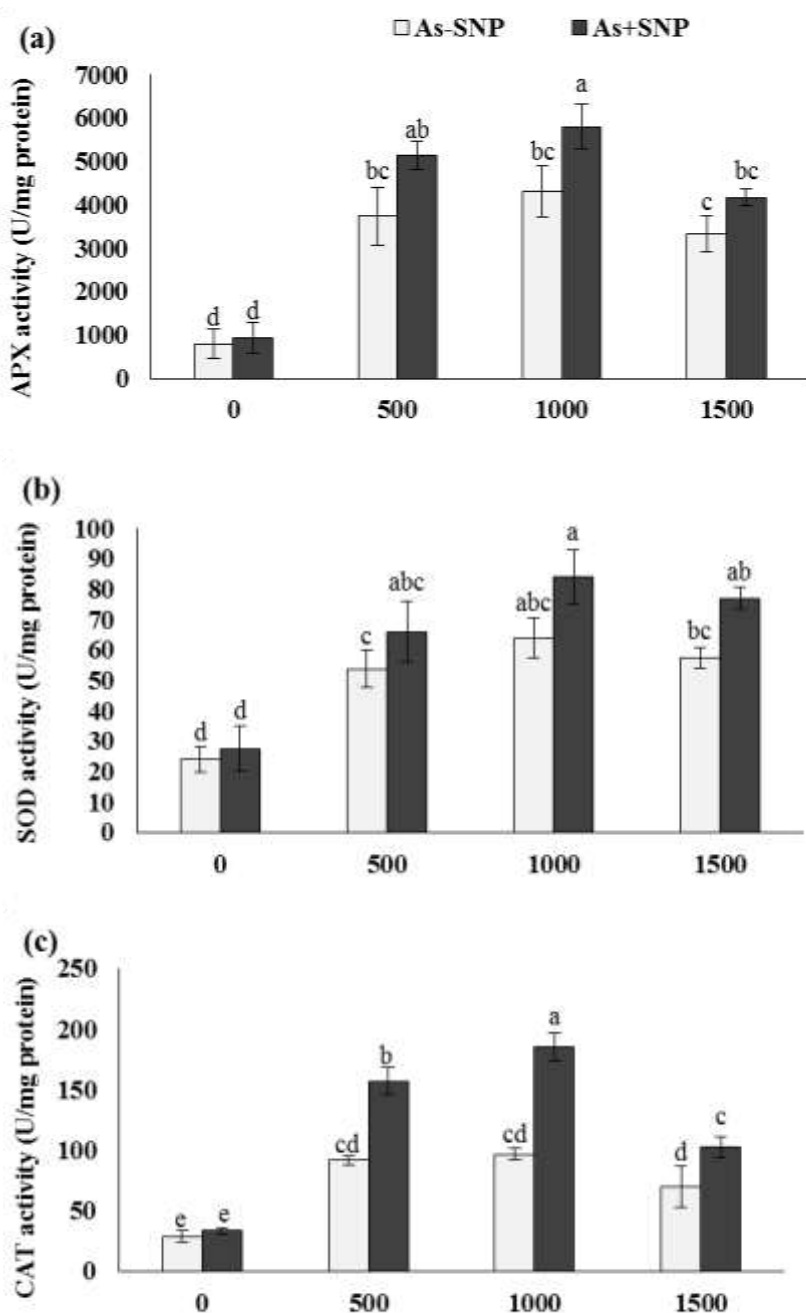 (a)
As-SNP As+SNP
APX activity (U/mg protein)
7000
6000
5000
4000
3000
2000
1000
0
d d bc ab bc a c bc
0 500 1000 1500
(b)
SOD activity (U/mg protein)
100
90
80
70
60
50
40
30
20
10
0
d d c abc abc a bc ab
0 500 1000 1500
(c)
CAT activity (U/mg protein)
250
200
150
100
50
0
e e cd b cd a d c
0 500 1000 1500